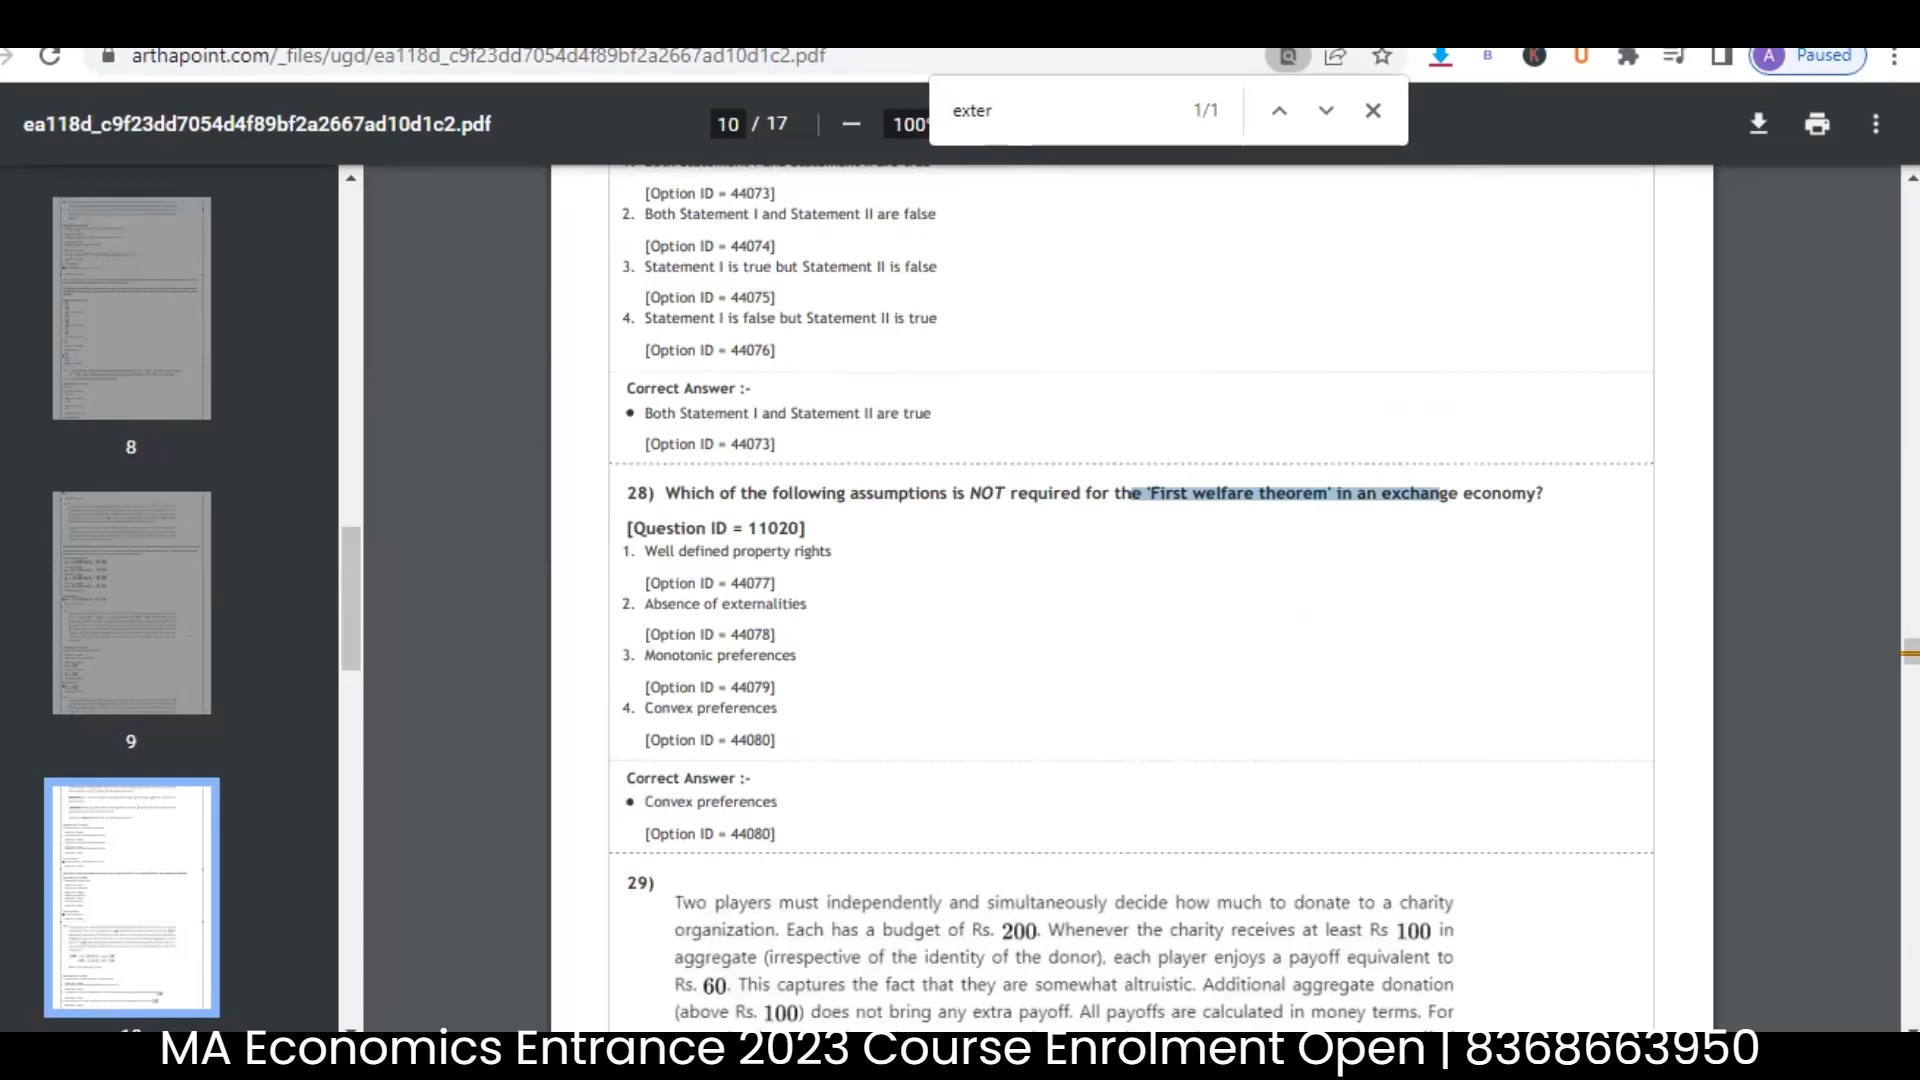 arthapoint.com/_files/ugd/ea118d_c9f23dd7054d4f89bf2a2667ad10d1c2.pdf
B
K
U
A
Paused
exter
1/1
ea118d_c9f23dd7054d4f89bf2a2667ad10d1c2.pdf
10 / 17
100%
[Option ID = 44073]
2. Both Statement I and Statement II are false
[Option ID = 44074]
3. Statement I is true but Statement II is false
[Option ID = 44075]
4. Statement I is false but Statement II is true
[Option ID = 44076]
Correct Answer :-
• Both Statement I and Statement II are true
[Option ID = 44073]
28) Which of the following assumptions is NOT required for the 'First welfare theorem' in an exchange economy?
[Question ID = 11020]
1. Well defined property rights
[Option ID = 44077]
2. Absence of externalities
[Option ID = 44078]
3. Monotonic preferences
[Option ID = 44079]
4. Convex preferences
[Option ID = 44080]
Correct Answer :-
• Convex preferences
[Option ID = 44080]
29)
Two players must independently and simultaneously decide how much to donate to a charity
organization. Each has a budget of Rs. 200. Whenever the charity receives at least Rs 100 in
aggregate (irrespective of the identity of the donor), each player enjoys a payoff equivalent to
Rs. 60. This captures the fact that they are somewhat altruistic. Additional aggregate donation
(above Rs. 100) does not bring any extra payoff. All payoffs are calculated in money terms. For
8
9
MA Economics Entrance 2023 Course Enrolment Open | 8368663950